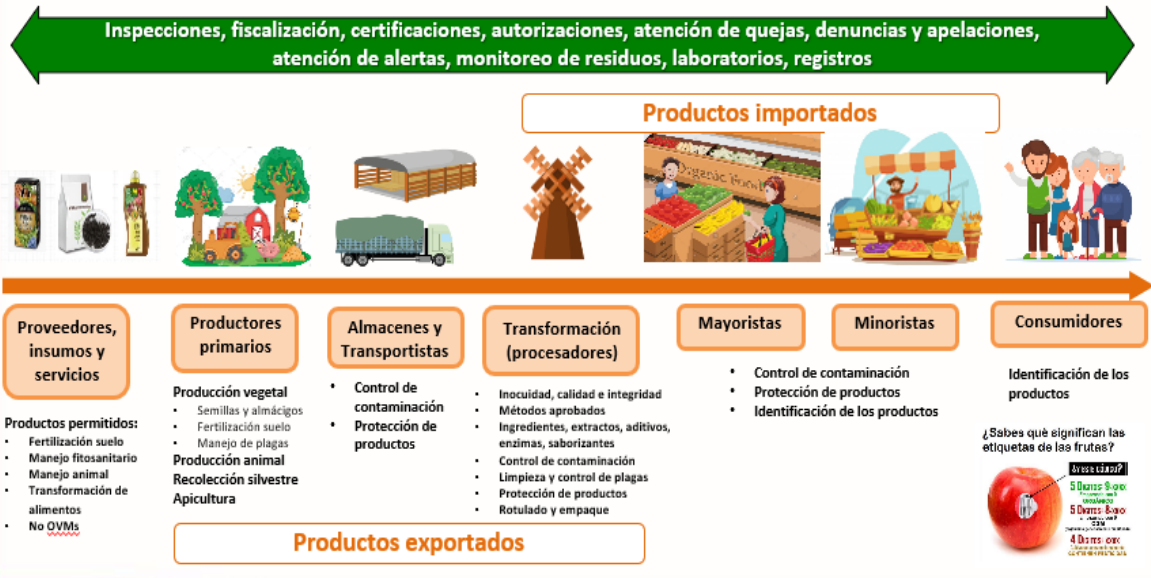 Inspecciones, fiscalización, certificaciones, autorizaciones, atención de quejas, denuncias y apelaciones,
atención de alertas, monitoreo de residuos, laboratorios, registros
Productos importados
Organic Food
Proveedores,
insumos y
servicios
Productos permitidos:
• Fertilización suelo
• Manejo fitosanitario
• Manejo animal
• Transformación de
alimentos
• No OVMs
Productores
primarios
Producción vegetal
• Semillas y almácigos
• Fertilización suelo
• Manejo de plagas
Producción animal
Recolección silvestre
Apicultura
Almacenes y
Transportistas
• Control de
contaminación
• Protección de
productos
Transformación
(procesadores)
• Inocuidad, calidad e integridad
• Métodos aprobados
• Ingredientes, extractos, aditivos,
enzimas, saborizantes
• Control de contaminación
• Limpieza y control de plagas
• Protección de productos
• Rotulado y empaque
Mayoristas
Minoristas
• Control de contaminación
• Protección de productos
• Identificación de los productos
Consumidores
Identificación de los
productos
¿Sabes qué significan las
etiquetas de las frutas?
Productos exportados